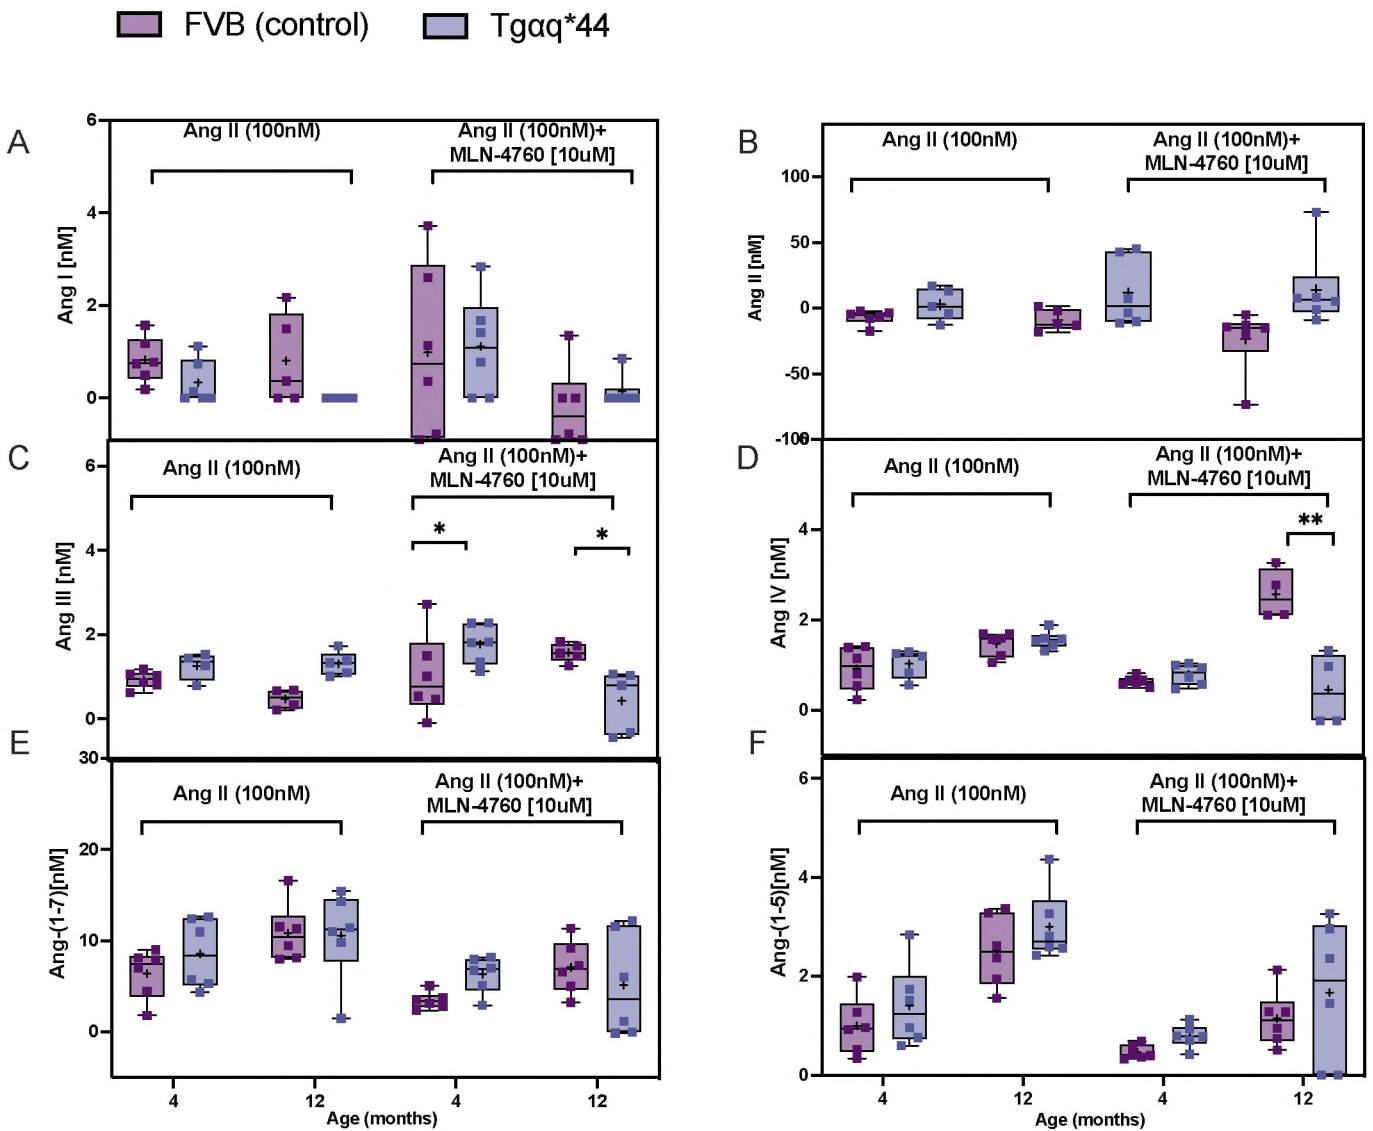 FVB (control) Tgαq*44
A
Ang II (100nM)
Ang II (100nM)+
MLN-4760 [10uM]
Ang I [nM]
6
4
2
0
B
Ang II (100nM)
Ang II (100nM)+
MLN-4760 [10uM]
Ang II [nM]
100
50
0
-50
C
Ang II (100nM)
Ang II (100nM)+
MLN-4760 [10uM]
Ang III [nM]
6
4
2
0
*
*
D
Ang II (100nM)
Ang II (100nM)+
MLN-4760 [10uM]
Ang IV [nM]
4
2
0
**
E
Ang II (100nM)
Ang II (100nM)+
MLN-4760 [10uM]
Ang-(1-7)[nM]
30
20
10
0
4 12 4 12
Age (months)
F
Ang II (100nM)
Ang II (100nM)+
MLN-4760 [10uM]
Ang-(1-5)[nM]
6
4
2
0
4 12 4 12
Age (months)